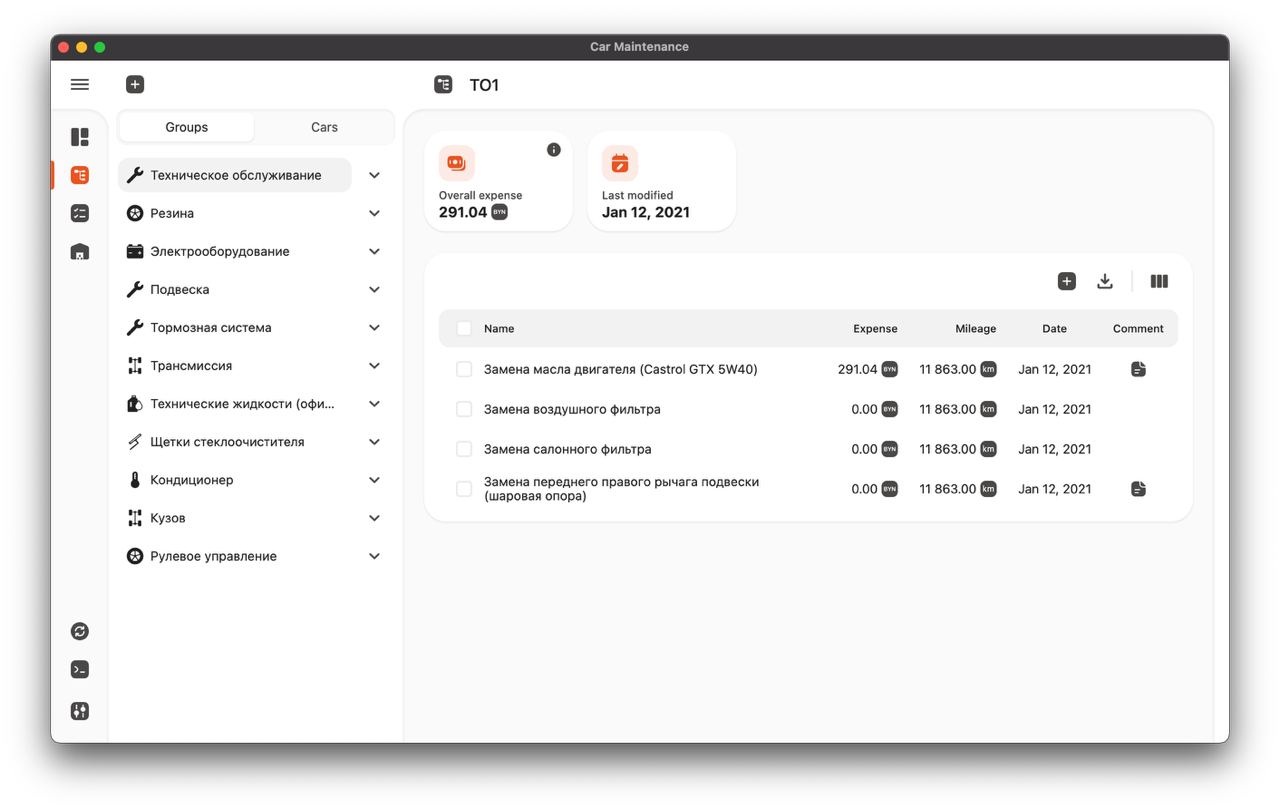 Car Maintenance
ТО1
Groups
Cars
Техническое обслуживание
Резина
Электрооборудование
Подвеска
Тормозная система
Трансмиссия
Технические жидкости (офи...
Щетки стеклоочистителя
Кондиционер
Кузов
Рулевое управление
Overall expense
291.04 BYN
Last modified
Jan 12, 2021
Name Expense Mileage Date Comment
Замена масла двигателя (Castrol GTX 5W40) 291.04 BYN 11 863.00 km Jan 12, 2021
Замена воздушного фильтра 0.00 BYN 11 863.00 km Jan 12, 2021
Замена салонного фильтра 0.00 BYN 11 863.00 km Jan 12, 2021
Замена переднего правого рычага подвески
(шаровая опора) 0.00 BYN 11 863.00 km Jan 12, 2021